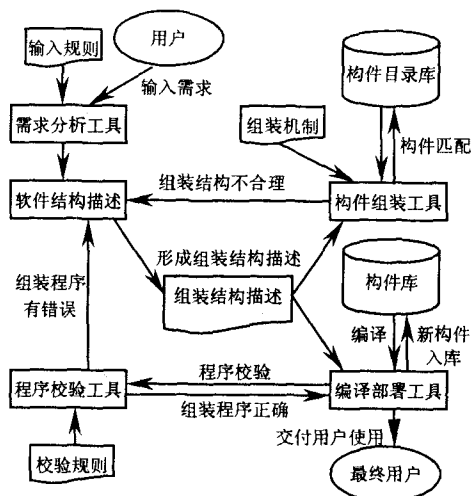 输入规则
用户
输入需求
需求分析工具
构件目录库
构件匹配
组装机制
软件结构描述
组装结构不合理
构件组装工具
形成组装结构描述
组装结构描述
组装程序
有错误
构件库
编译
新构件
入库
程序校验工具
程序校验
组装程序正确
编译部署工具
校验规则
交付用户使用
最终用户